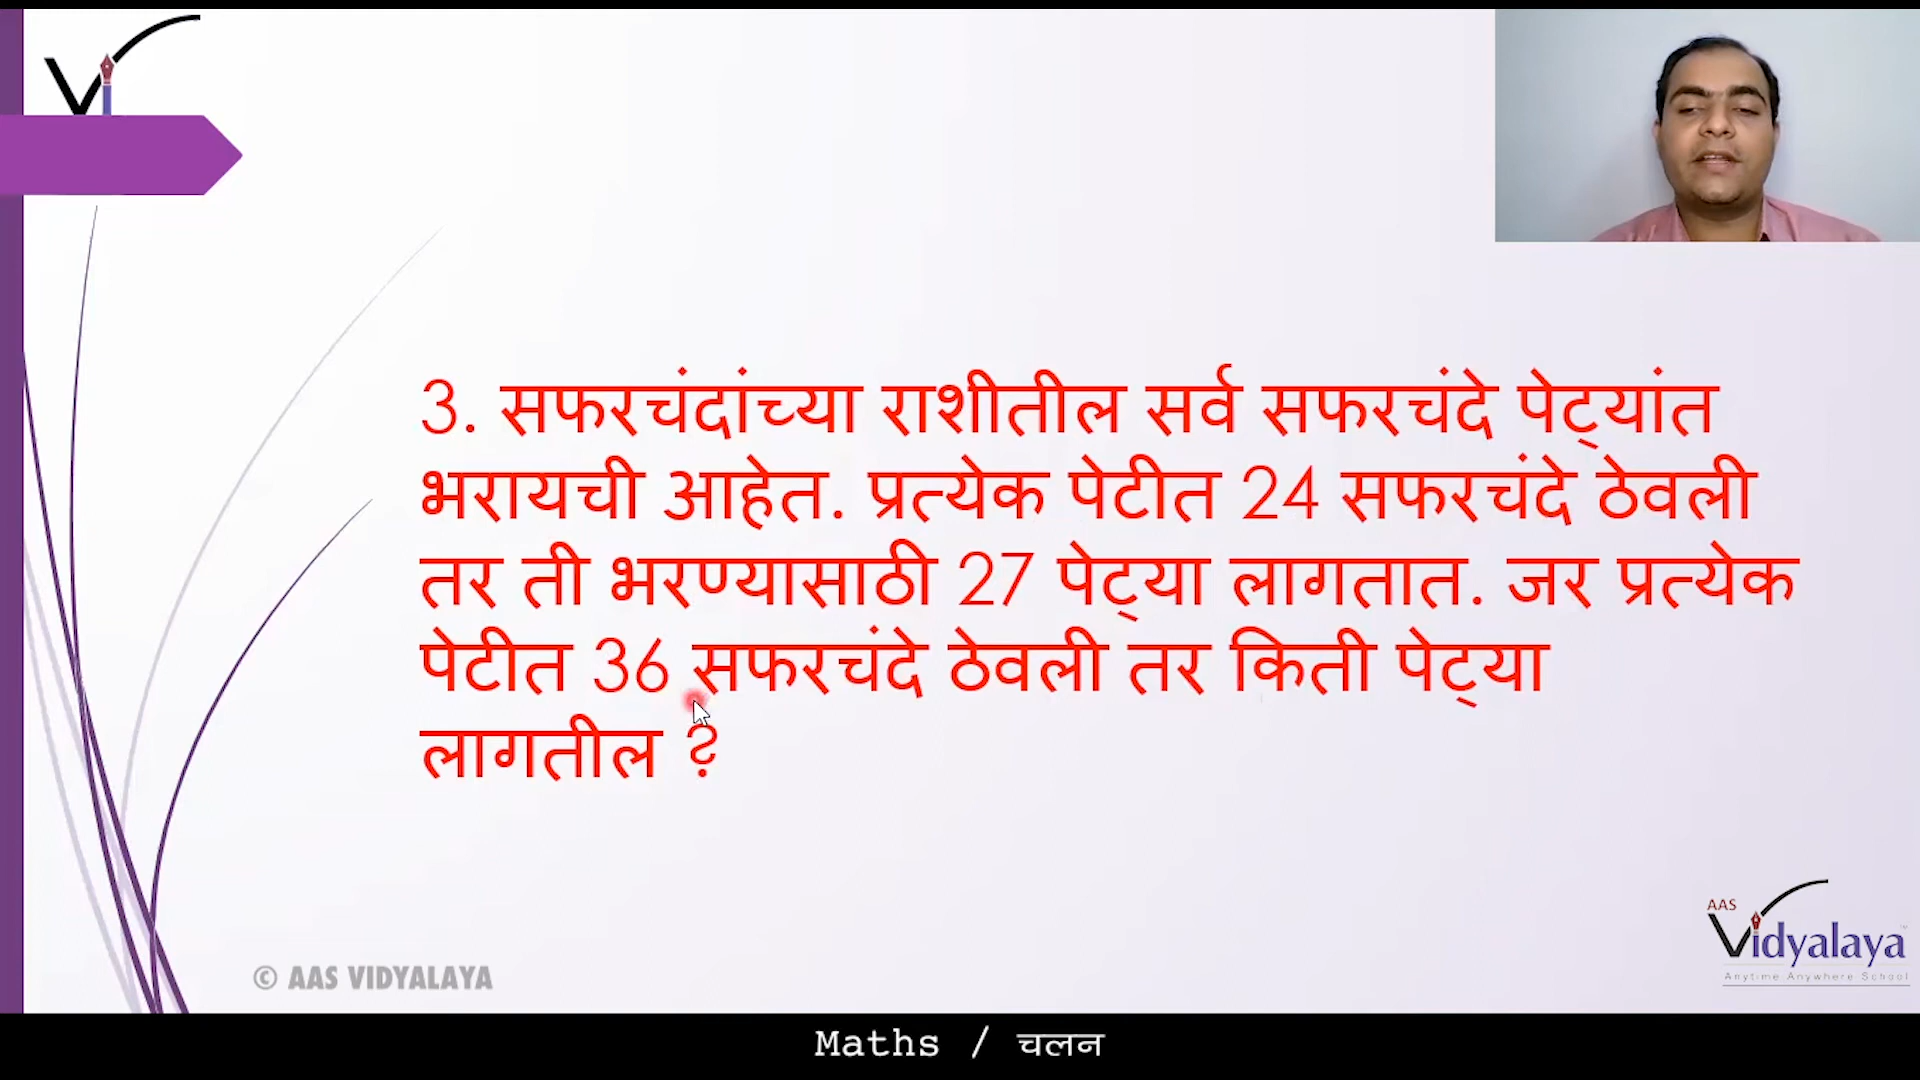 Vi
3. सफरचंदांच्या राशीतील सर्व सफरचंदे पेट्यांत
भरायची आहेत. प्रत्येक पेटीत 24 सफरचंदे ठेवली
तर ती भरण्यासाठी 27 पेट्या लागतात. जर प्रत्येक
पेटीत 36 सफरचंदे ठेवली तर किती पेट्या
लागतील ?
AAS
Vidyalaya
Anytime Anywhere School
© AAS VIDYALAYA
Maths / चलन